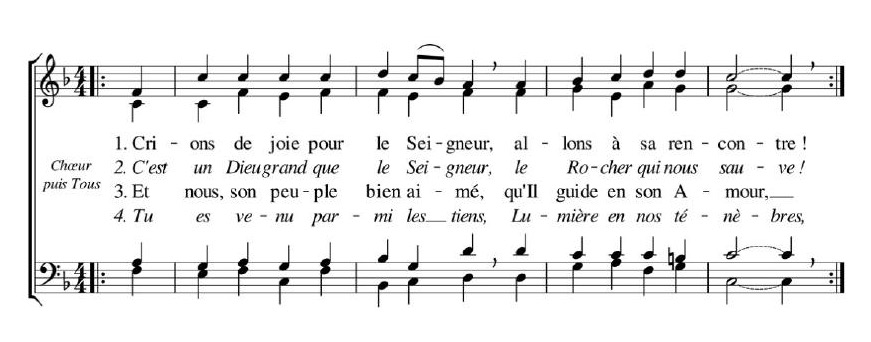 1. Cri - ons de joie pour le Sei - gneur, al - lons à sa ren - con - tre !
Chœur puis Tous
2. C'est un Dieu grand que le Sei - gneur, le Ro - cher qui nous sau - ve !
3. Et nous, son peu - ple bien ai - mé, qu'Il guide en son A - mour,
4. Tu es ve - nu par - mi les tiens, Lu - mière en nos té - nè - bres,